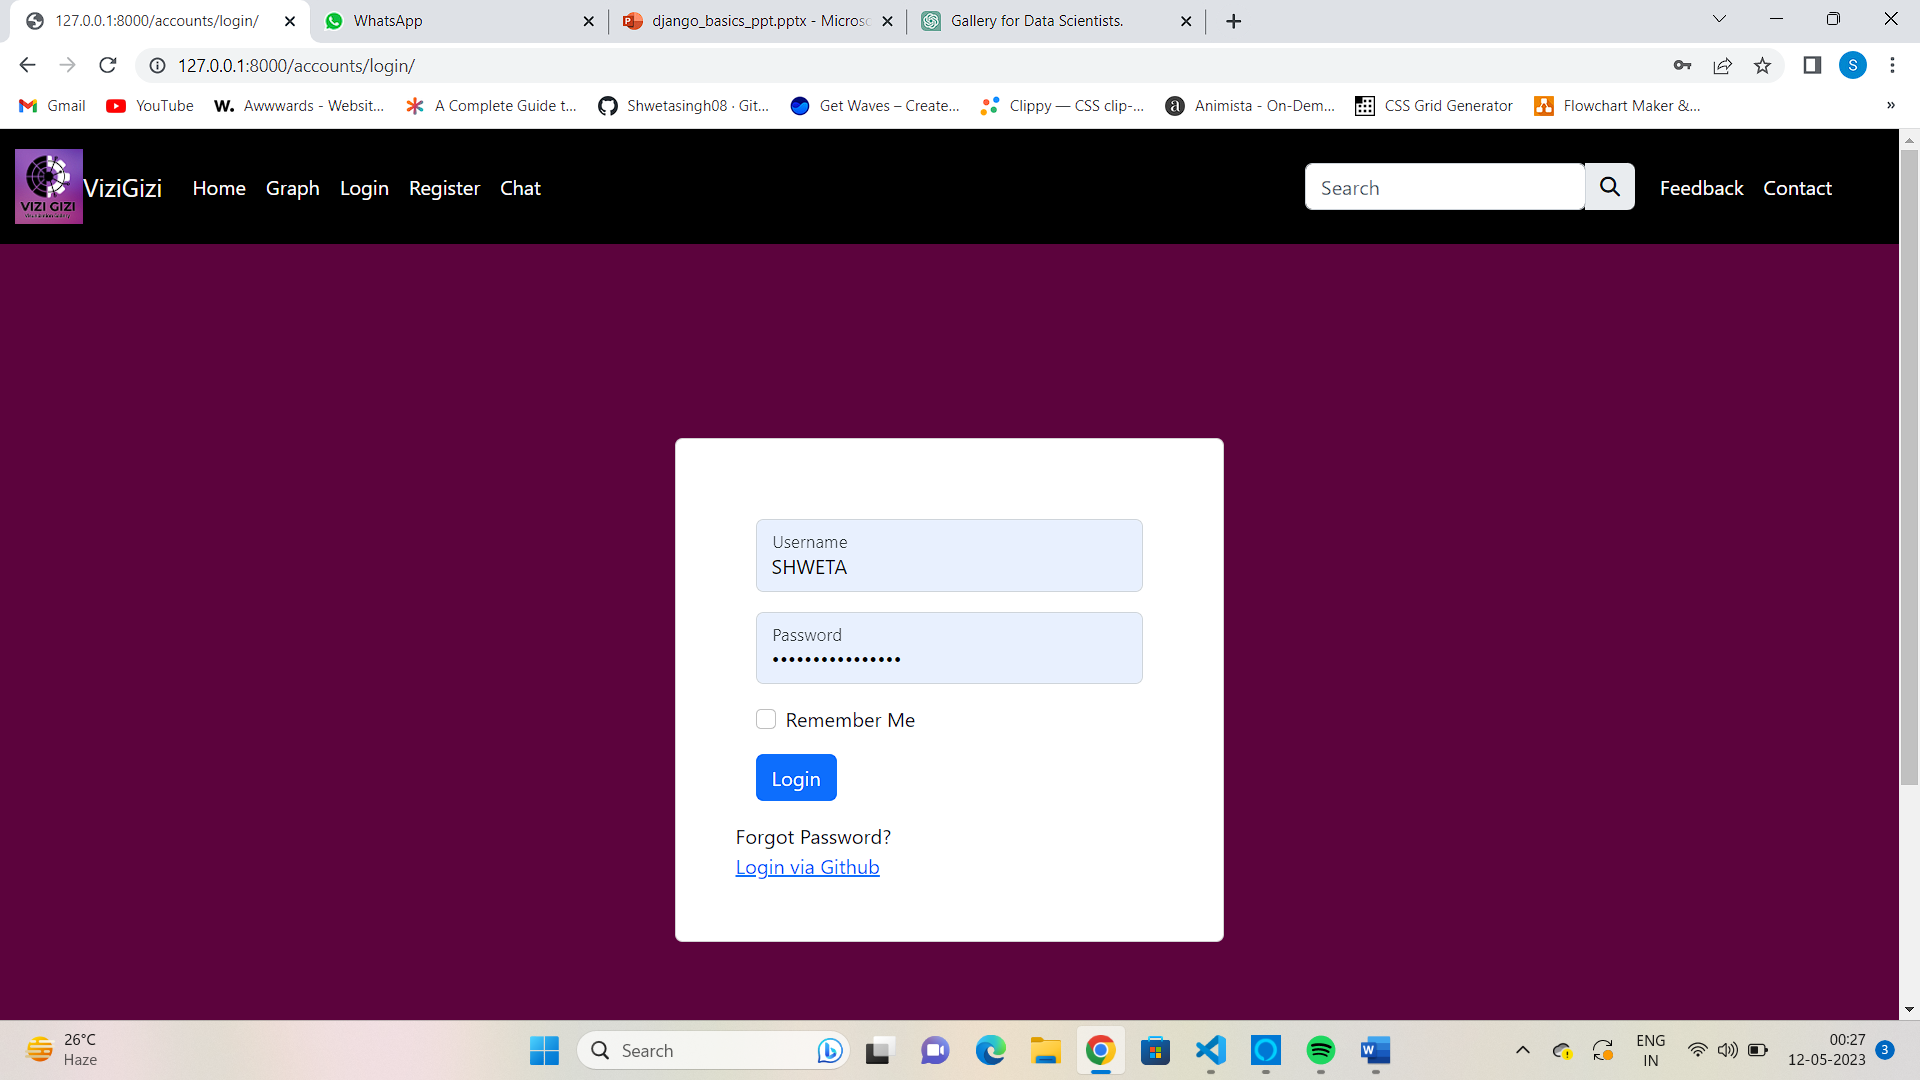 127.0.0.1:8000/accounts/login/
WhatsApp
django_basics_ppt.pptx - Microsc
Gallery for Data Scientists.
127.0.0.1:8000/accounts/login/
S
Gmail
YouTube
W. Awwwards - Websit...
A Complete Guide t...
Shwetasingh08 · Git...
Get Waves – Create...
Clippy — CSS clip-...
a Animista - On-Dem...
CSS Grid Generator
Flowchart Maker &...
»
VIZI GIZI
ViziGizi
Home
Graph
Login
Register
Chat
Search
Feedback
Contact
Username
SHWETA
Password
••••••••••••••••
Remember Me
Login
Forgot Password?
Login via Github
26°C
Haze
Search
ENG
IN
00:27
12-05-2023
3